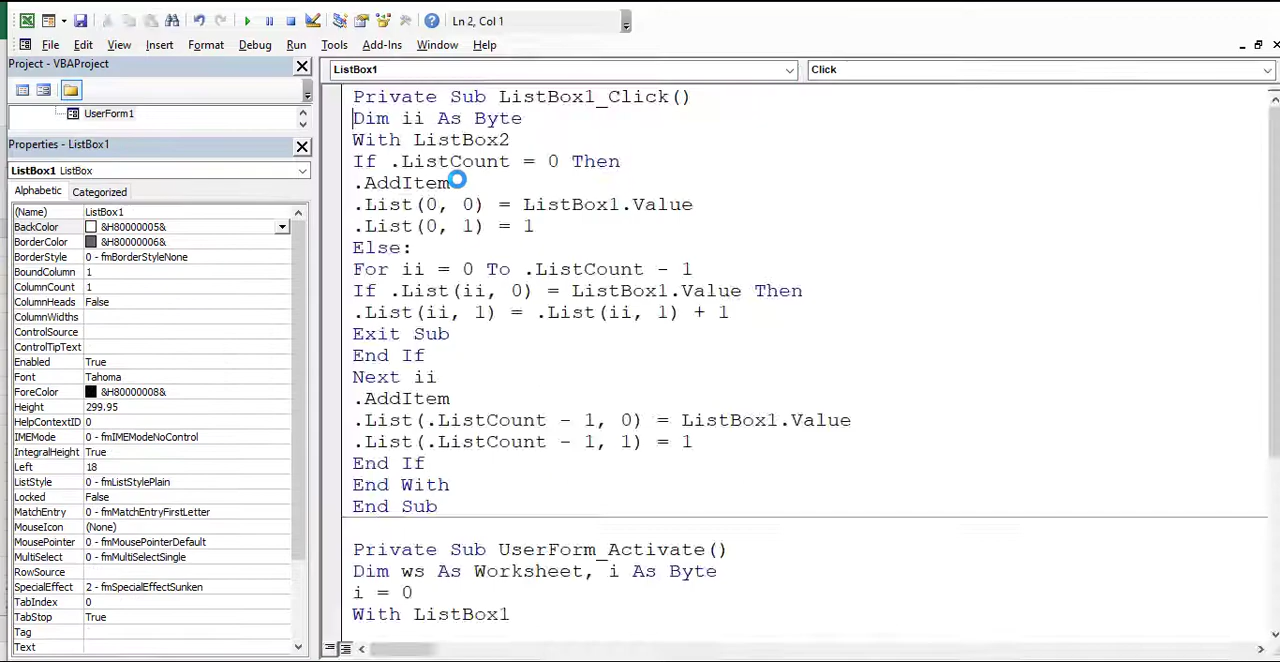 Ln 2, Col 1
File Edit View Insert Format Debug Run Tools Add-Ins Window Help
Project - VBAProject
UserForm1
Properties - ListBox1
ListBox1 ListBox
Alphabetic Categorized
(Name) ListBox1
BackColor &H80000005&
BorderColor &H80000006&
BorderStyle 0 - fmBorderStyleNone
BoundColumn 1
ColumnCount 1
ColumnHeads False
ColumnWidths
ControlSource
ControlTipText
Enabled True
Font Tahoma
ForeColor &H80000008&
Height 299.95
HelpContextID 0
IMEMode 0 - fmIMEModeNoControl
IntegralHeight True
Left 18
ListStyle 0 - fmListStylePlain
Locked False
MatchEntry 0 - fmMatchEntryFirstLetter
MouseIcon (None)
MousePointer 0 - fmMousePointerDefault
MultiSelect 0 - fmMultiSelectSingle
RowSource
SpecialEffect 2 - fmSpecialEffectSunken
TabIndex 0
TabStop True
Tag
Text
ListBox1 Click
Private Sub ListBox1_Click()
Dim ii As Byte
With ListBox2
If .ListCount = 0 Then
.AddItem
.List(0, 0) = ListBox1.Value
.List(0, 1) = 1
Else:
For ii = 0 To .ListCount - 1
If .List(ii, 0) = ListBox1.Value Then
.List(ii, 1) = .List(ii, 1) + 1
Exit Sub
End If
Next ii
.AddItem
.List(.ListCount - 1, 0) = ListBox1.Value
.List(.ListCount - 1, 1) = 1
End If
End With
End Sub
Private Sub UserForm_Activate()
Dim ws As Worksheet, i As Byte
i = 0
With ListBox1